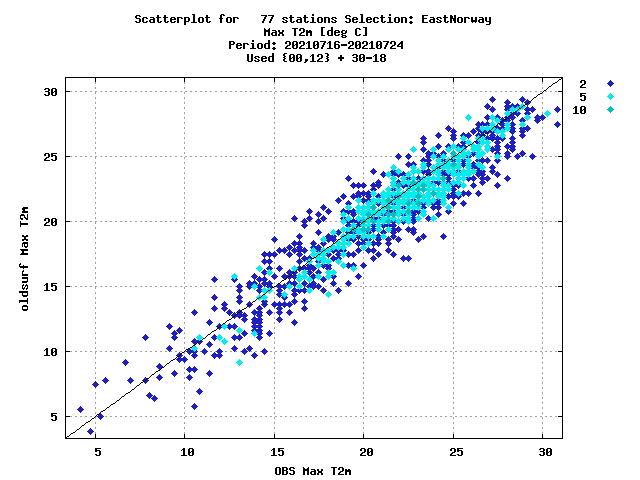 Scatterplot for   77 stations Selection: EastNorway
Max T2m [deg C]
Period: 20210716-20210724
Used {00,12} + 30-18
2
5
10
30
25
20
15
10
5
oldsurf Max T2m
5 10 15 20 25 30
OBS Max T2m